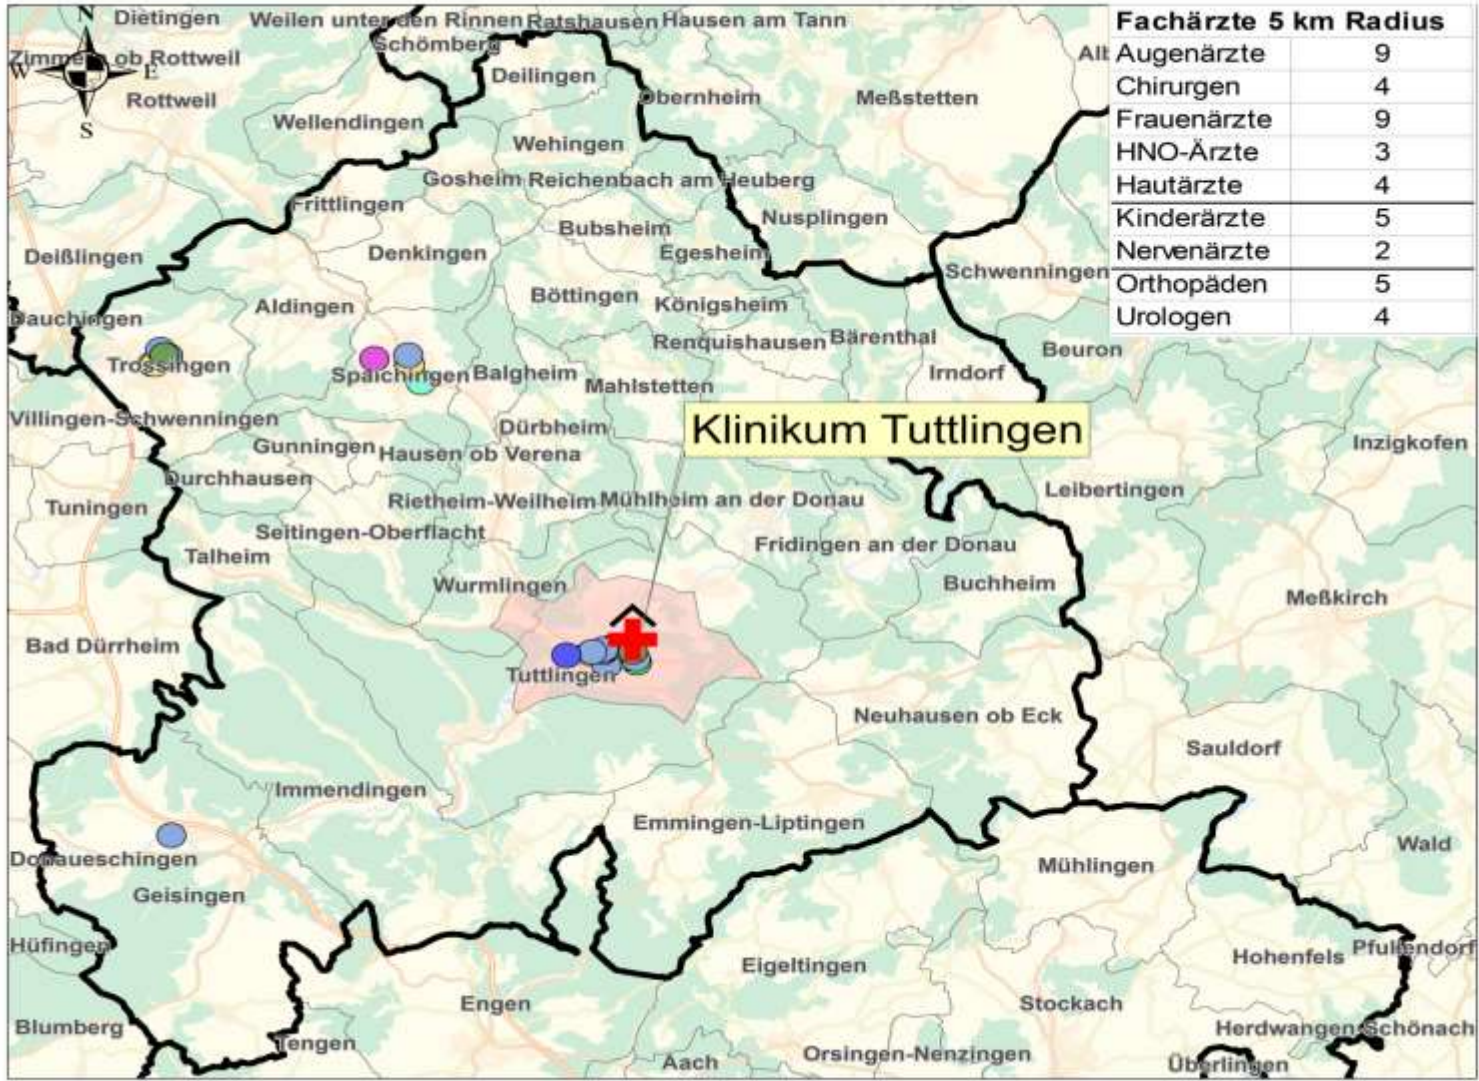 N
W
E
S
Dietingen
Weilen unter den Rinnen
Ratshausen
Hausen am Tann
Schömberg
Zimmern ob Rottweil
Rottweil
Deilingen
Obernheim
Meßstetten
Wellendingen
Wehingen
Gosheim
Reichenbach am Heuberg
Frittlingen
Nusplingen
Bubsheim
Deißlingen
Denkingen
Egesheim
Schwenningen
Böttingen
Königsheim
Aldingen
Dauchingen
Renquishausen
Bärenthal
Beuron
Trossingen
Spaichingen
Balgheim
Mahlstetten
Irndorf
Villingen-Schwenningen
Dürbheim
Klinikum Tuttlingen
Inzigkofen
Gunningen
Hausen ob Verena
Durchhausen
Leibertingen
Tuningen
Rietheim-Weilheim
Mühlheim an der Donau
Seitingen-Oberflacht
Fridingen an der Donau
Talheim
Wurmlingen
Buchheim
Meßkirch
Bad Dürrheim
Tuttlingen
Neuhausen ob Eck
Sauldorf
Immendingen
Emmingen-Liptingen
Donaueschingen
Wald
Mühlingen
Geisingen
Hüfingen
Hohenfels
Pfullendorf
Eigeltingen
Engen
Stockach
Blumberg
Herdwangen-Schönach
Tengen
Aach
Orsingen-Nenzingen
Überlingen
Fachärzte 5 km Radius
Augenärzte 9
Chirurgen 4
Frauenärzte 9
HNO-Ärzte 3
Hautärzte 4
Kinderärzte 5
Nervenärzte 2
Orthopäden 5
Urologen 4